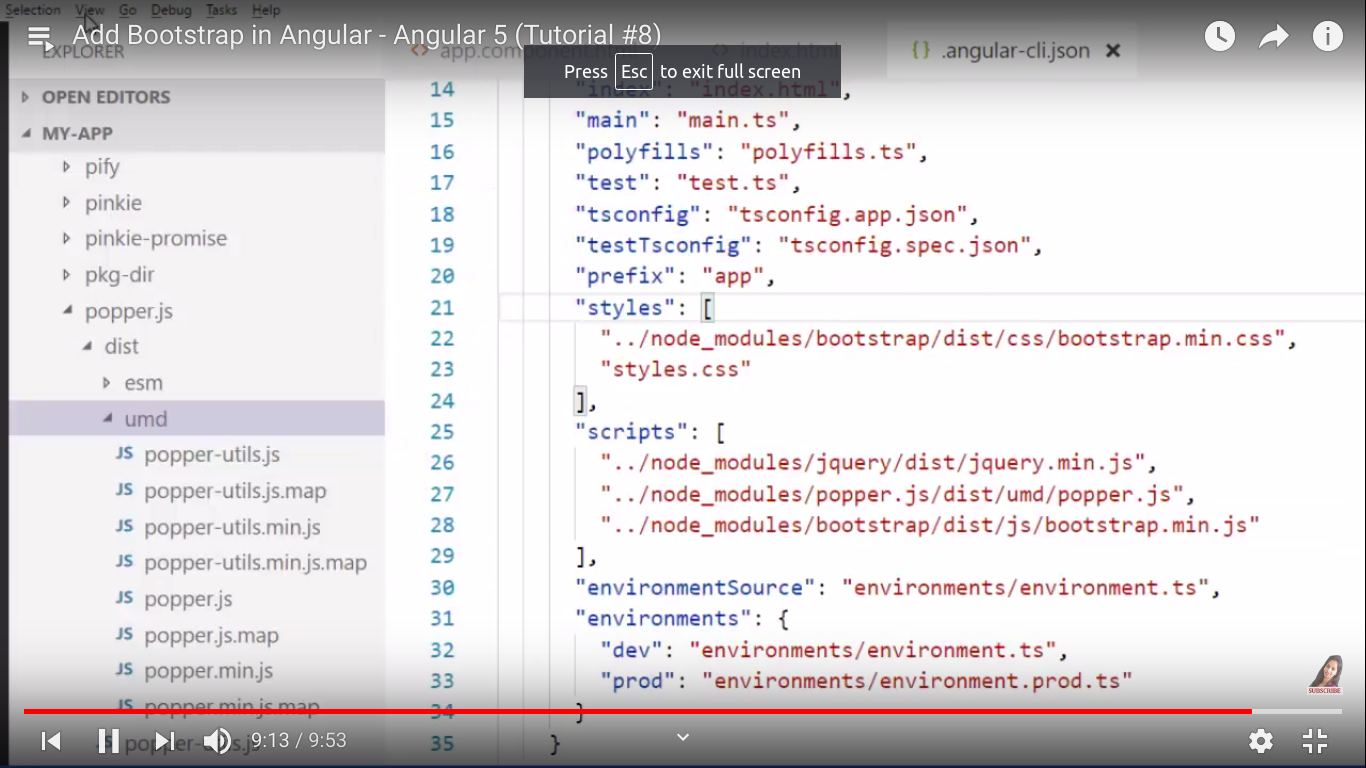 Selection View Go Debug Tasks Help
Add Bootstrap in Angular - Angular 5 (Tutorial #8)
EXPLORER
app.component.ht
index.html
{} .angular-cli.json ×
Press Esc to exit full screen
OPEN EDITORS
MY-APP
pify
pinkie
pinkie-promise
pkg-dir
popper.js
dist
esm
umd
JS popper-utils.js
JS popper-utils.js.map
JS popper-utils.min.js
JS popper-utils.min.js.map
JS popper.js
JS popper.js.map
JS popper.min.js
popper.min.js.map
JS popper-utils.js
14 "index": "index.html",
15 "main": "main.ts",
16 "polyfills": "polyfills.ts",
17 "test": "test.ts",
18 "tsconfig": "tsconfig.app.json",
19 "testTsconfig": "tsconfig.spec.json",
20 "prefix": "app",
21 "styles": [
22 "../node_modules/bootstrap/dist/css/bootstrap.min.css",
23 "styles.css"
24 ],
25 "scripts": [
26 "../node_modules/jquery/dist/jquery.min.js",
27 "../node_modules/popper.js/dist/umd/popper.js",
28 "../node_modules/bootstrap/dist/js/bootstrap.min.js"
29 ],
30 "environmentSource": "environments/environment.ts",
31 "environments": {
32 "dev": "environments/environment.ts",
33 "prod": "environments/environment.prod.ts"
34 }
35 }
SUBSCRIBE
9:13 / 9:53